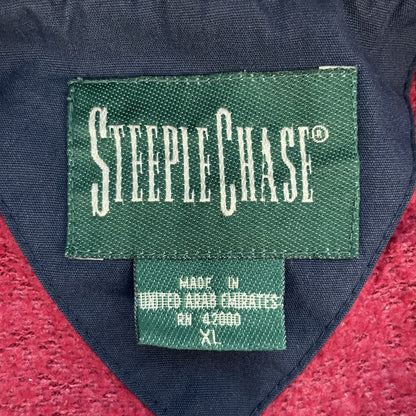 STEEPLECHASE®
MADE IN
UNITED ARAB EMIRATES
RN 42000
XL